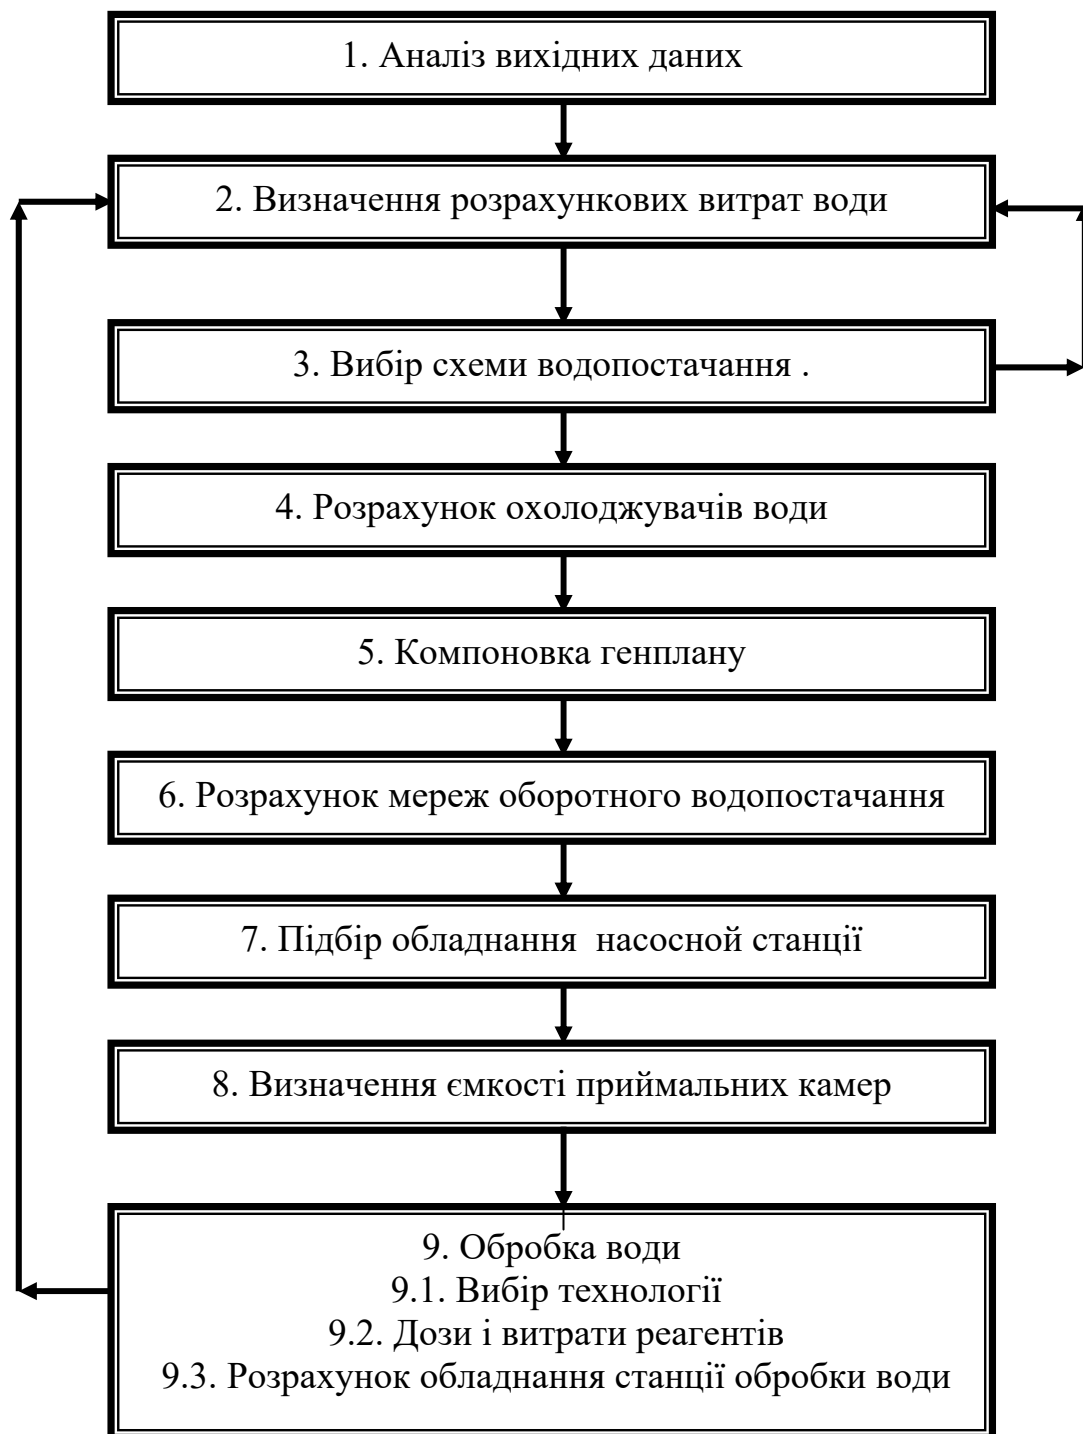 1. Аналіз вихідних даних
2. Визначення розрахункових витрат води
3. Вибір схеми водопостачання .
4. Розрахунок охолоджувачів води
5. Компоновка генплану
6. Розрахунок мереж оборотного водопостачання
7. Підбір обладнання  насосной станції
8. Визначення ємкості приймальних камер
9. Обробка води
9.1. Вибір технології
9.2. Дози і витрати реагентів
9.3. Розрахунок обладнання станції обробки води